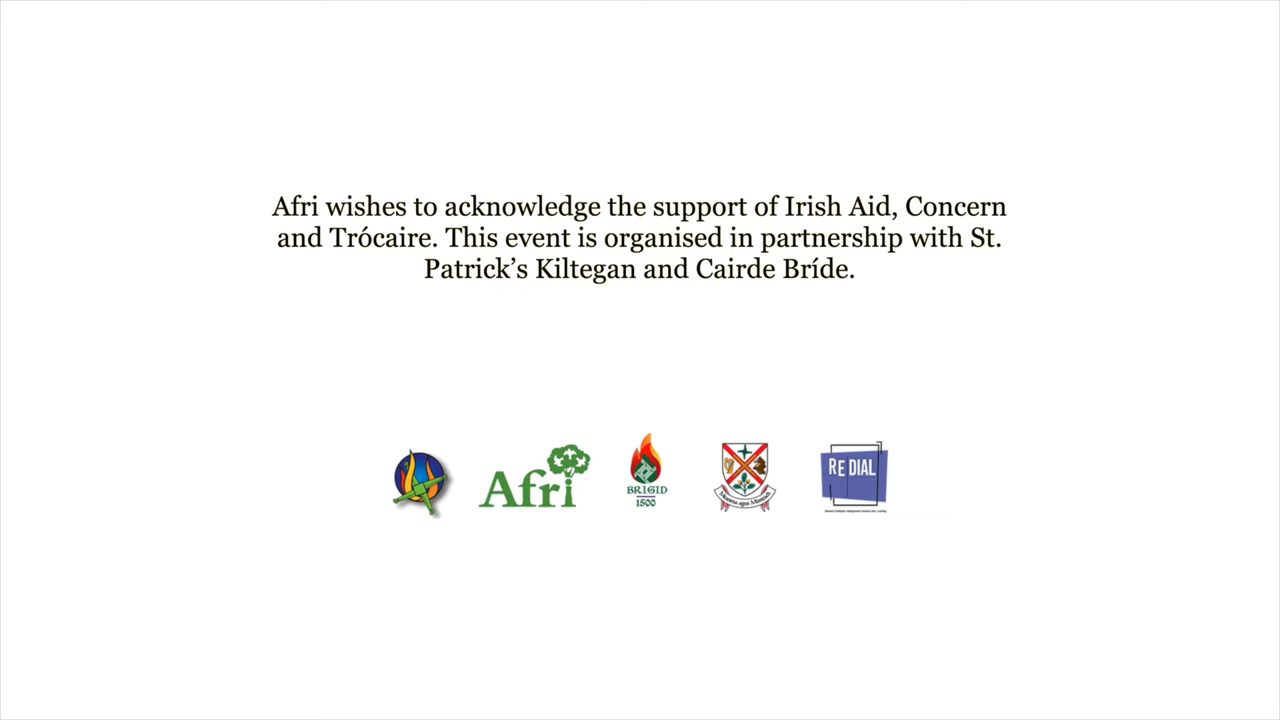 Afri wishes to acknowledge the support of Irish Aid, Concern
and Trócaire. This event is organised in partnership with St.
Patrick’s Kiltegan and Cairde Bríde.
Afri
BRIGID
1500
RE DIAL